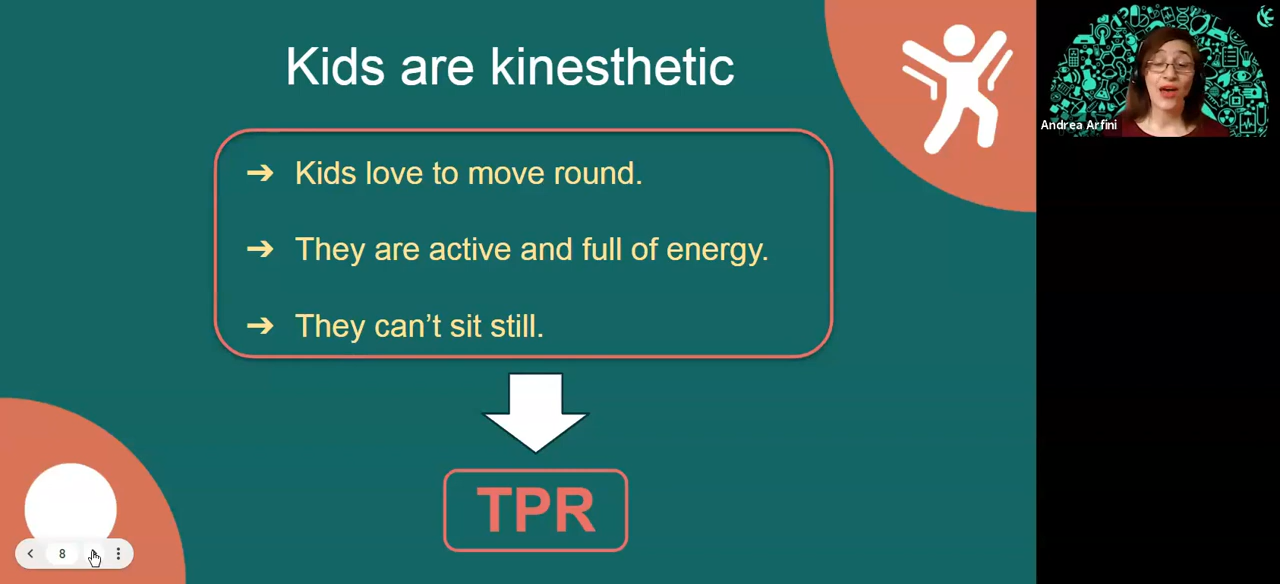 Kids are kinesthetic
➔ Kids love to move round.
➔ They are active and full of energy.
➔ They can't sit still.
TPR
8
Andrea Arfini